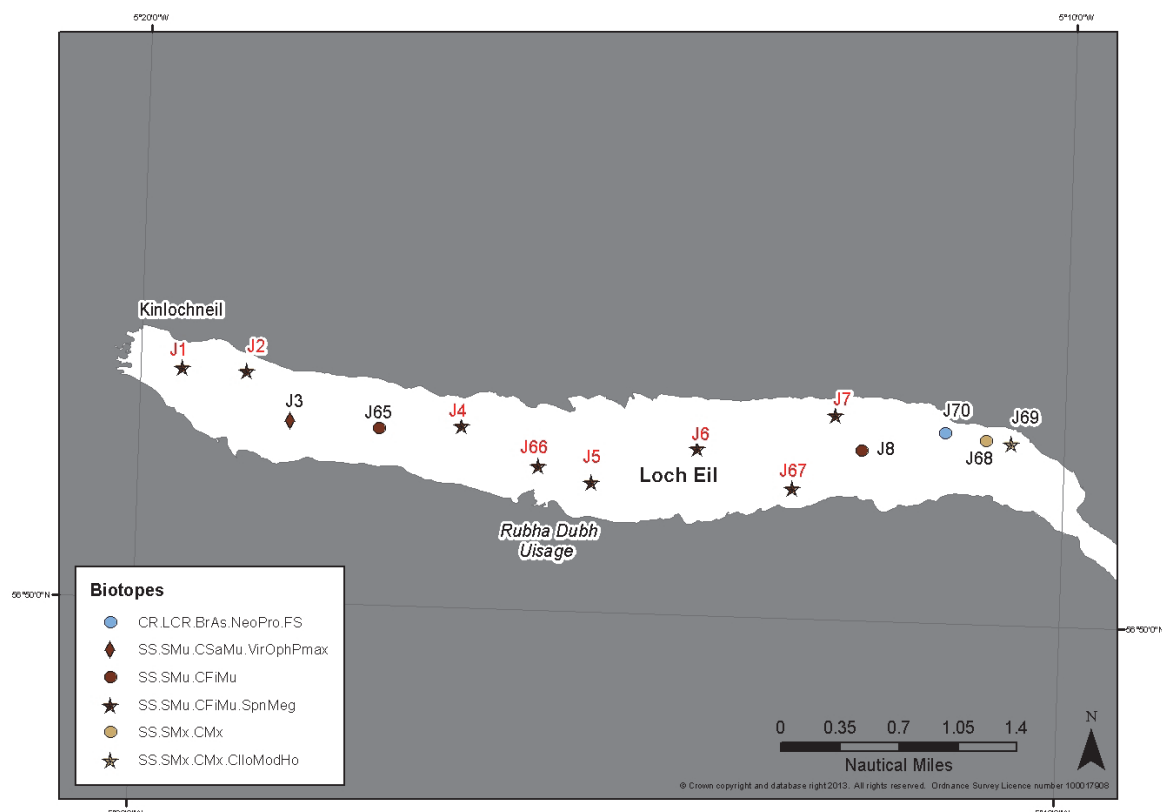 5°20'0"W
5°10'0"W
Kinlochneil
J1
J2
J3
J65
J4
J66
J5
J6
J7
J67
J8
J70
J68
J69
Loch Eil
Rubha Dubh
Uisage
56°50'0"N
56°50'0"N
Biotopes
CR.LCR.BrAs.NeoPro.FS
SS.SMu.CSaMu.VirOphPmax
SS.SMu.CFiMu
SS.SMu.CFiMu.SpnMeg
SS.SMx.CMx
SS.SMx.CMx.ClloModHo
0 0.35 0.7 1.05 1.4
Nautical Miles
N
© Crown copyright and database right 2013. All rights reserved. Ordnance Survey Licence number 100017908